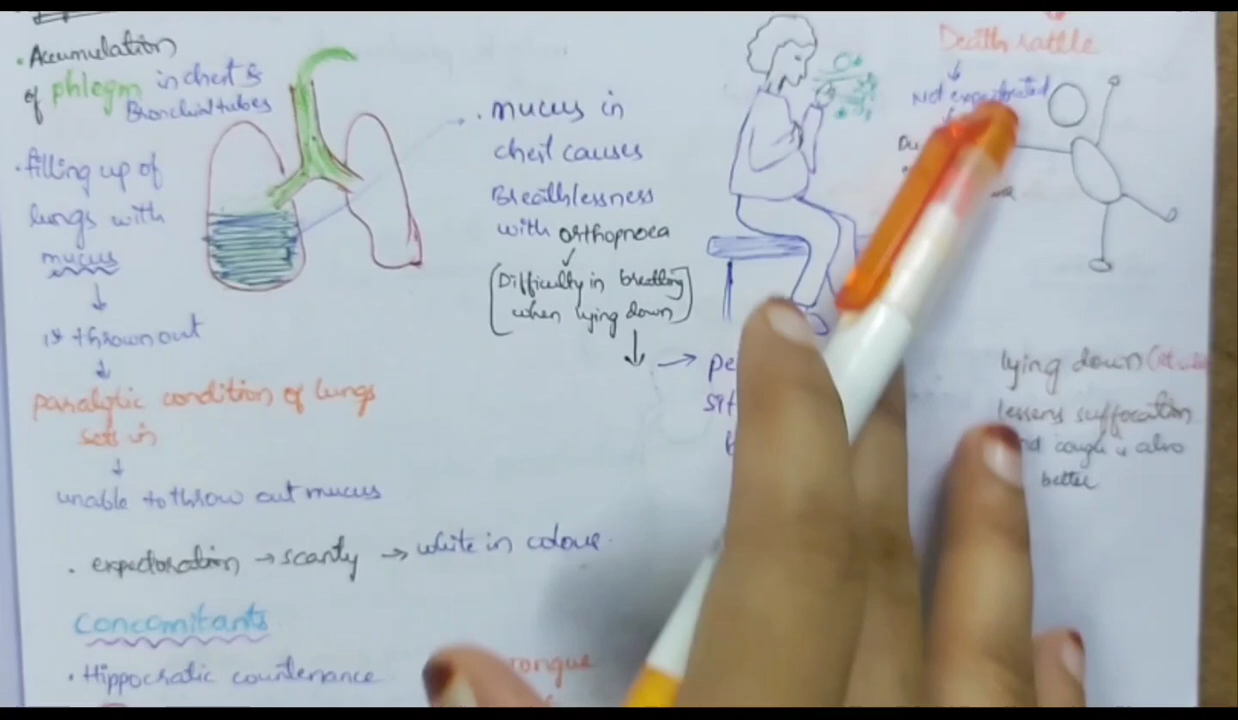 • Accumulation
of phlegm in chest &
Bronchial tubes
• filling up of
lungs with
mucus
↓
is thrown out
↓
paralytic condition of lungs
sets in
↓
unable to throw out mucus
• expectoration → scanty → white in colour.
Concomitants
• Hippocratic countenance
• mucus in
chest causes
Breathlessness
with orthopnoea
(Difficulty in breathing
when lying down)
↓ →
Death rattle
↓
Not expectorated
lying down
lessens suffocation
cough is also
better